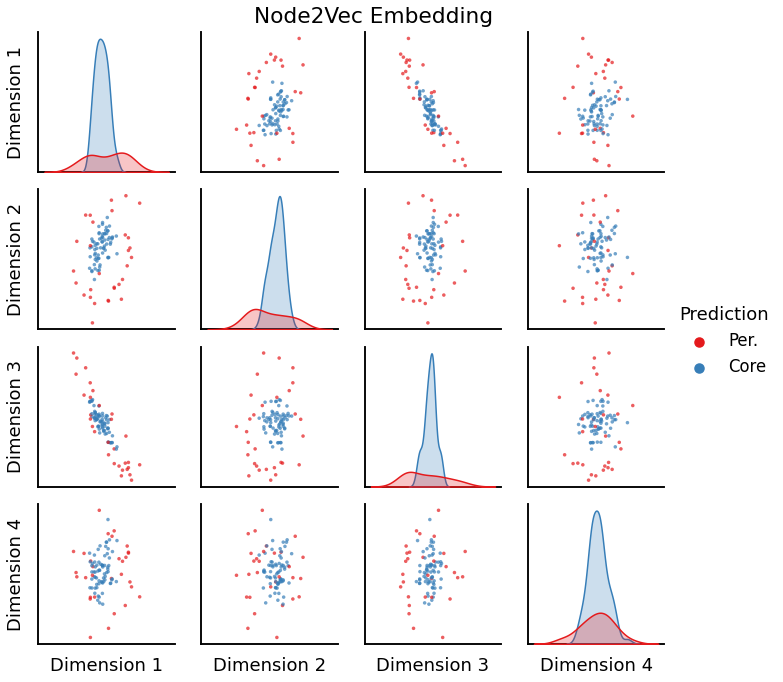 Node2Vec Embedding
Dimension 1
Dimension 2
Dimension 3
Dimension 4
Prediction
Per.
Core
Dimension 1
Dimension 2
Dimension 3
Dimension 4